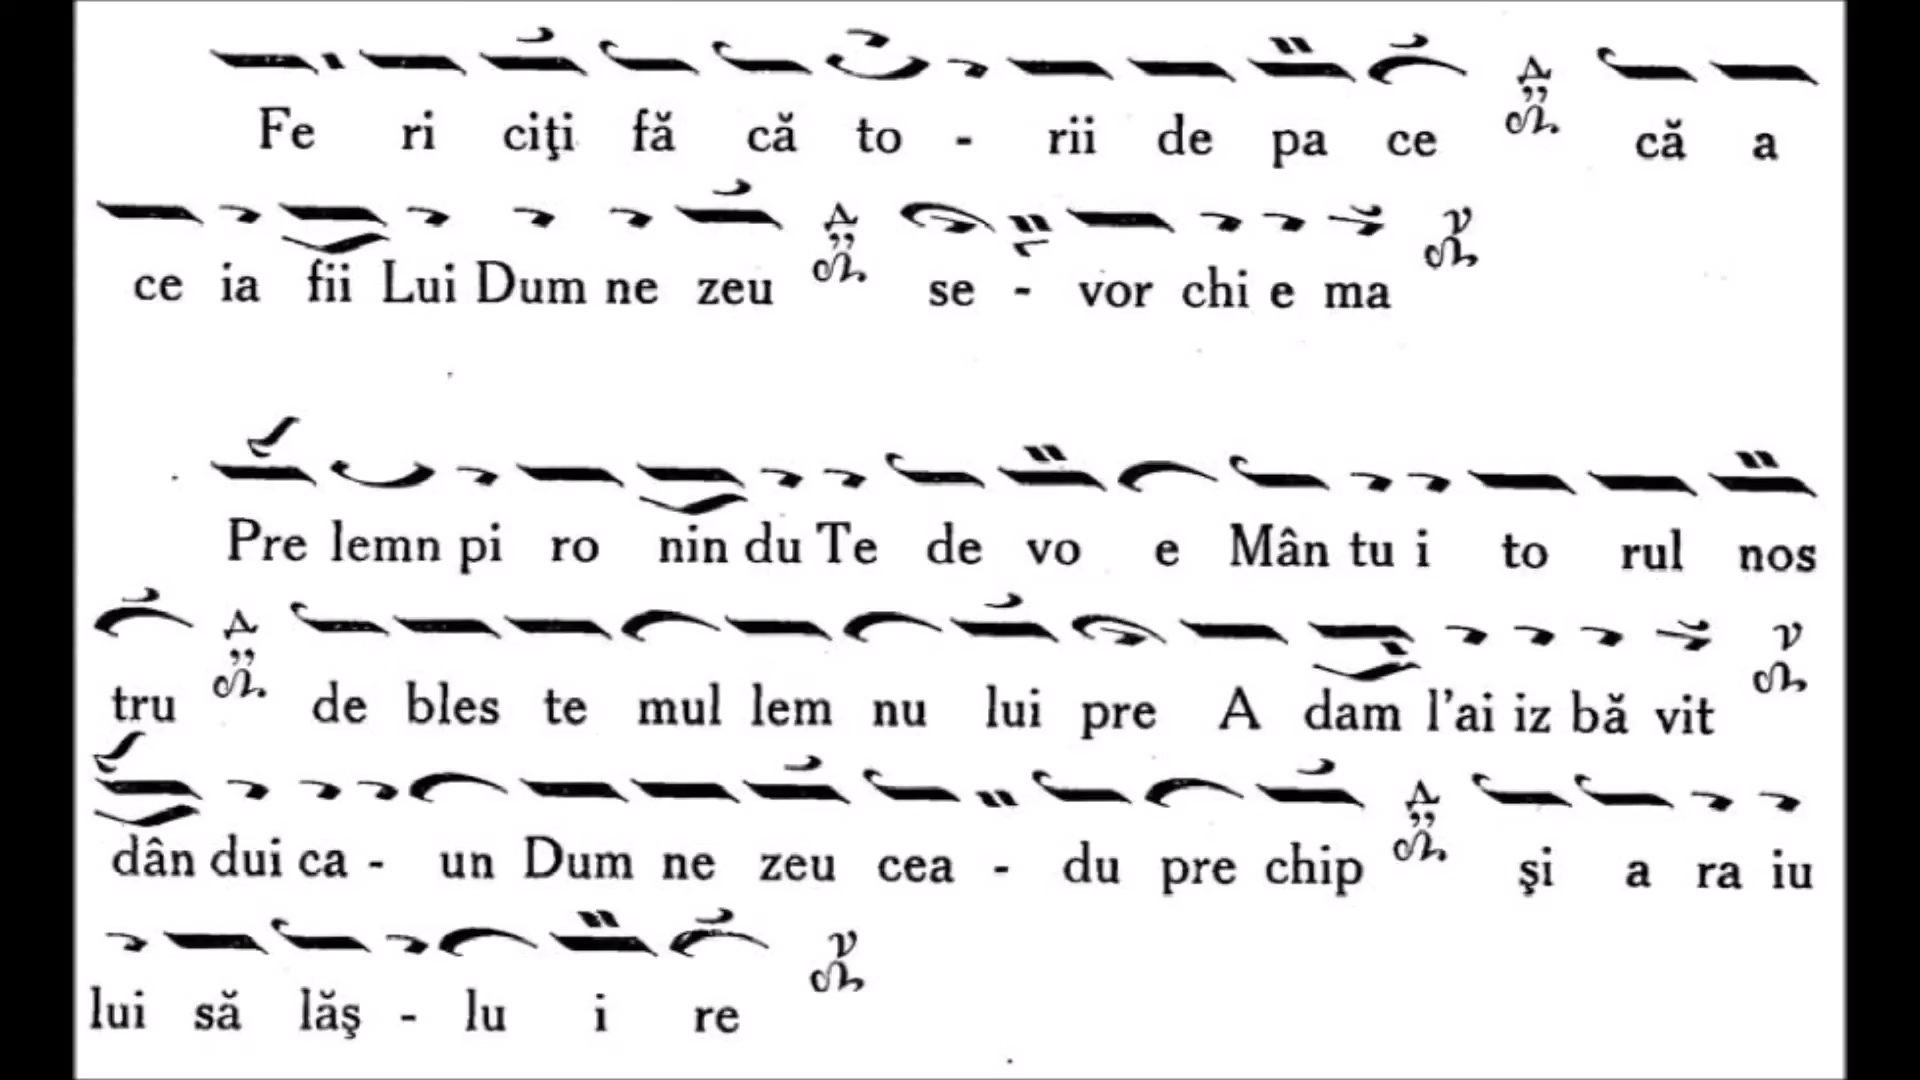 Fe ri ciţi fă că to - rii de pa ce că a
ce ia fii Lui Dum ne zeu se - vor chi e ma
Pre lemn pi ro nin du Te de vo e Mân tu i to rul nos
tru de bles te mul lem nu lui pre A dam l'ai iz bă vit
dân dui ca - un Dum ne zeu cea - du pre chip şi a ra iu
lui să lăş - lu i re